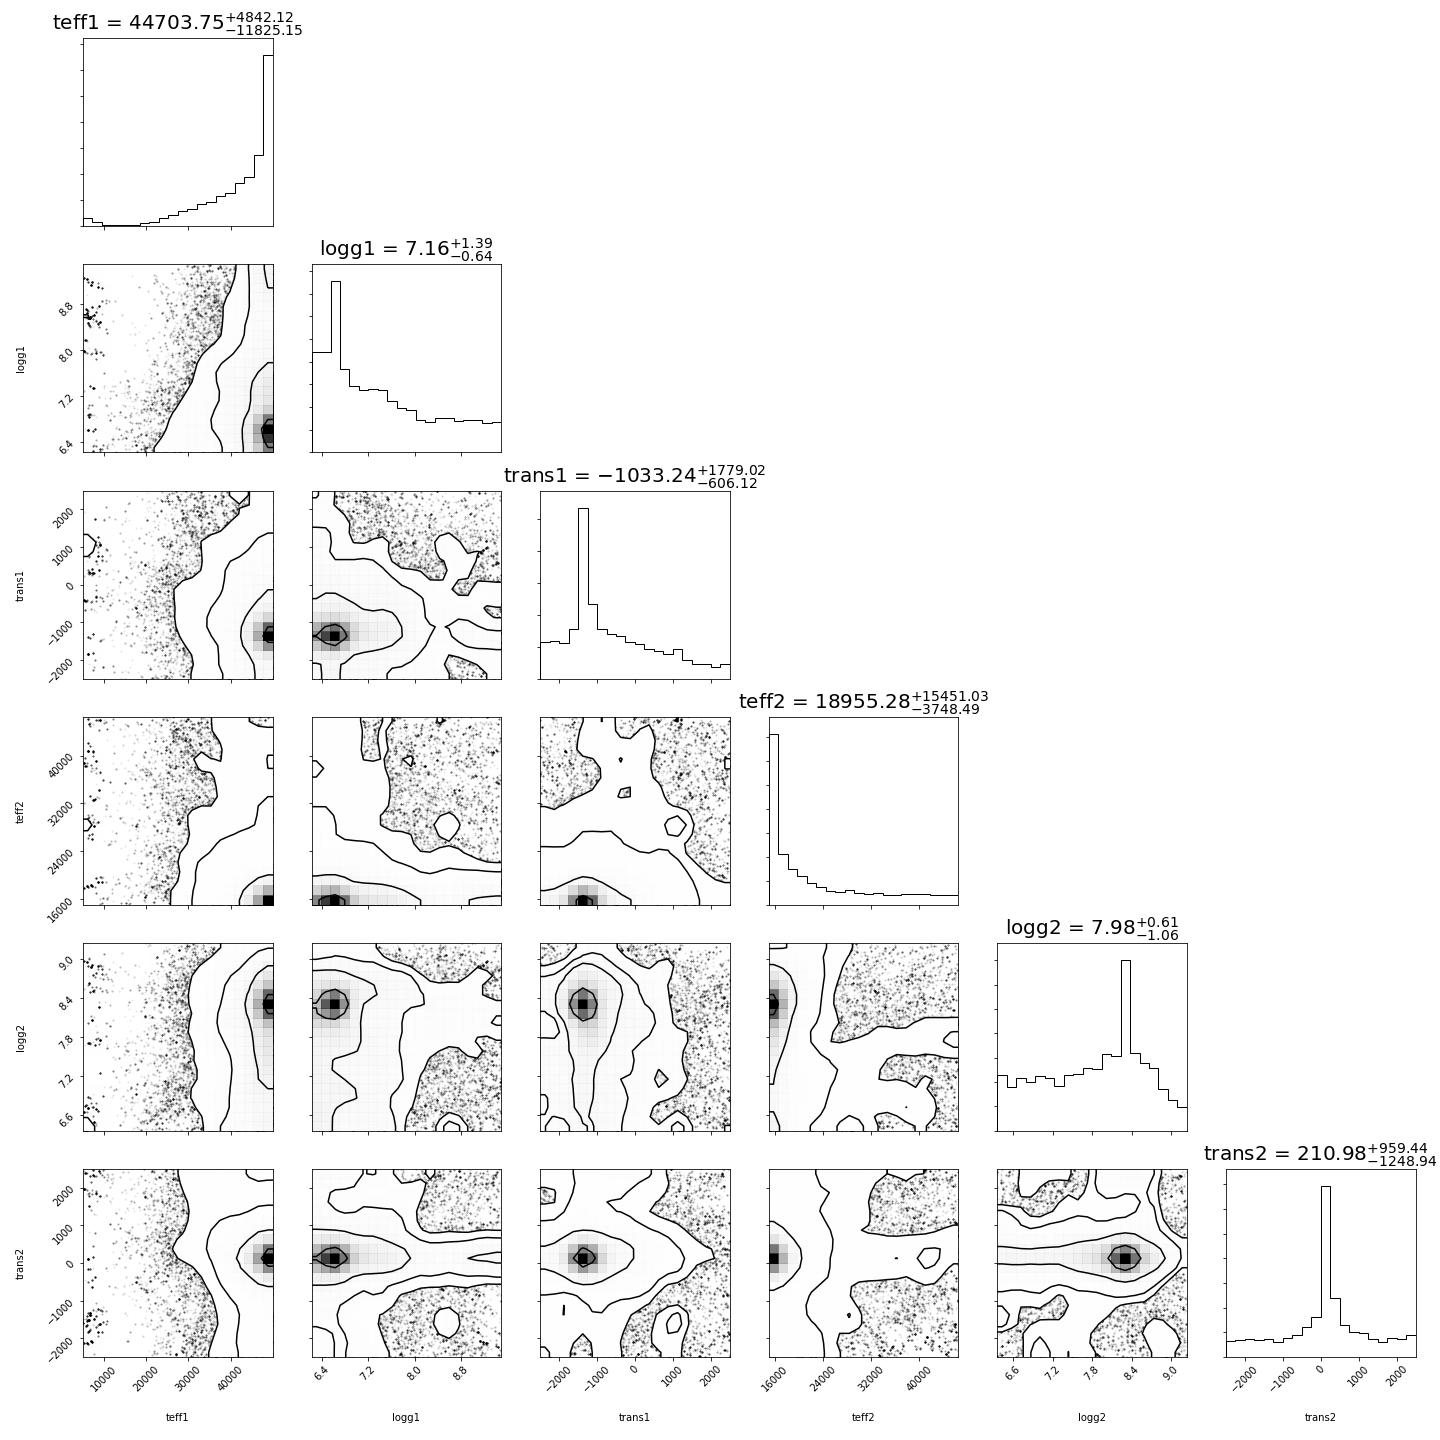 teff1 = 44703.75+4842.12−11825.15
logg1 = 7.16+1.39−0.64
8.8
8.0
7.2
6.4
logg1
trans1 = −1033.24+1779.02−606.12
2000
1000
0
−1000
−2000
trans1
teff2 = 18955.28+15451.03−3748.49
40000
32000
24000
16000
teff2
logg2 = 7.98+0.61−1.06
9.0
8.4
7.8
7.2
6.6
logg2
trans2 = 210.98+959.44−1248.94
2000
1000
0
−1000
−2000
trans2
10000 20000 30000 40000 6.4 7.2 8.0 8.8 −2000 −1000 0 1000 2000 16000 24000 32000 40000 6.6 7.2 7.8 8.4 9.0 −2000 −1000 0 1000 2000
teff1 logg1 trans1 teff2 logg2 trans2